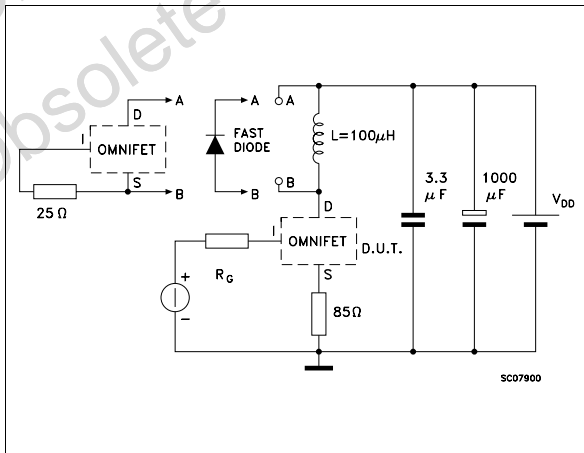 Obsolete
A
D
I
OMNIFET
S
B
25 Ω
A
FAST
DIODE
B
A
L=100μH
B
D
I
OMNIFET
D.U.T.
S
RG
+
−
85Ω
3.3
μF
1000
μF
VDD
SC07900